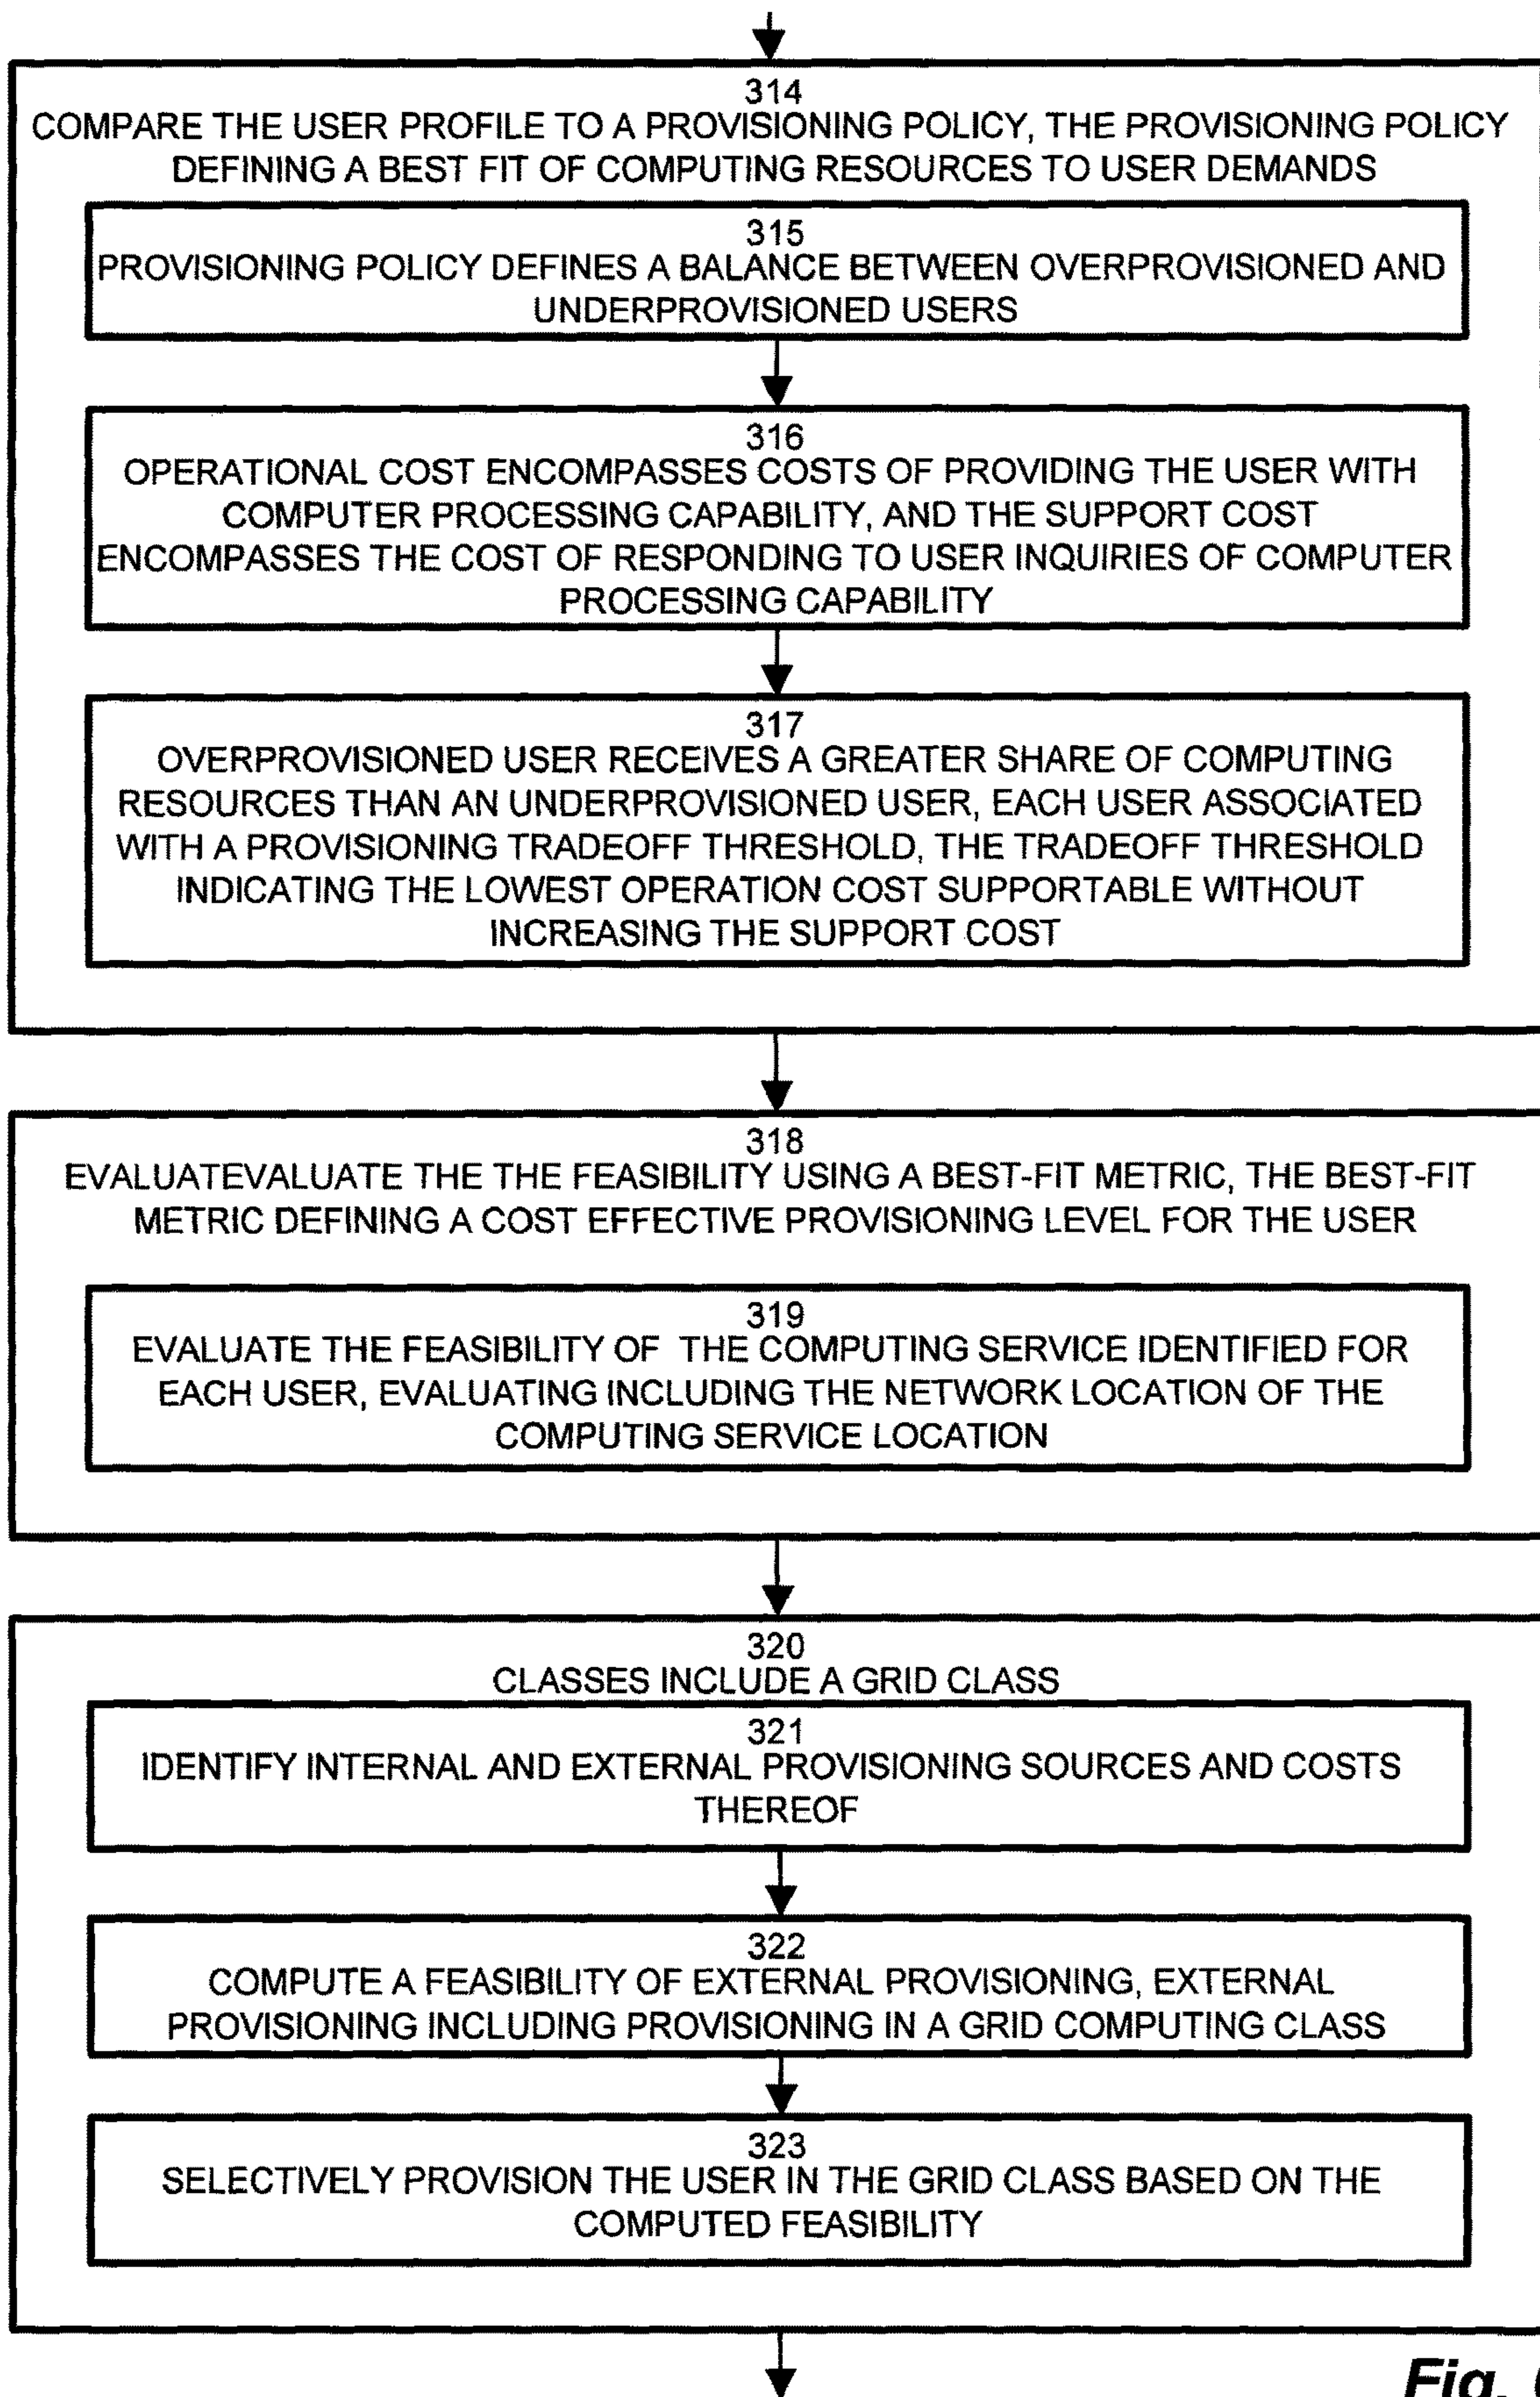 314
COMPARE THE USER PROFILE TO A PROVISIONING POLICY, THE PROVISIONING POLICY
DEFINING A BEST FIT OF COMPUTING RESOURCES TO USER DEMANDS
315
PROVISIONING POLICY DEFINES A BALANCE BETWEEN OVERPROVISIONED AND
UNDERPROVISIONED USERS
316
OPERATIONAL COST ENCOMPASSES COSTS OF PROVIDING THE USER WITH
COMPUTER PROCESSING CAPABILITY, AND THE SUPPORT COST
ENCOMPASSES THE COST OF RESPONDING TO USER INQUIRIES OF COMPUTER
PROCESSING CAPABILITY
317
OVERPROVISIONED USER RECEIVES A GREATER SHARE OF COMPUTING
RESOURCES THAN AN UNDERPROVISIONED USER, EACH USER ASSOCIATED
WITH A PROVISIONING TRADEOFF THRESHOLD, THE TRADEOFF THRESHOLD
INDICATING THE LOWEST OPERATION COST SUPPORTABLE WITHOUT
INCREASING THE SUPPORT COST
318
EVALUATEVALUATE THE THE FEASIBILITY USING A BEST-FIT METRIC, THE BEST-FIT
METRIC DEFINING A COST EFFECTIVE PROVISIONING LEVEL FOR THE USER
319
EVALUATE THE FEASIBILITY OF THE COMPUTING SERVICE IDENTIFIED FOR
EACH USER, EVALUATING INCLUDING THE NETWORK LOCATION OF THE
COMPUTING SERVICE LOCATION
320
CLASSES INCLUDE A GRID CLASS
321
IDENTIFY INTERNAL AND EXTERNAL PROVISIONING SOURCES AND COSTS
THEREOF
322
COMPUTE A FEASIBILITY OF EXTERNAL PROVISIONING, EXTERNAL
PROVISIONING INCLUDING PROVISIONING IN A GRID COMPUTING CLASS
323
SELECTIVELY PROVISION THE USER IN THE GRID CLASS BASED ON THE
COMPUTED FEASIBILITY
Fig.